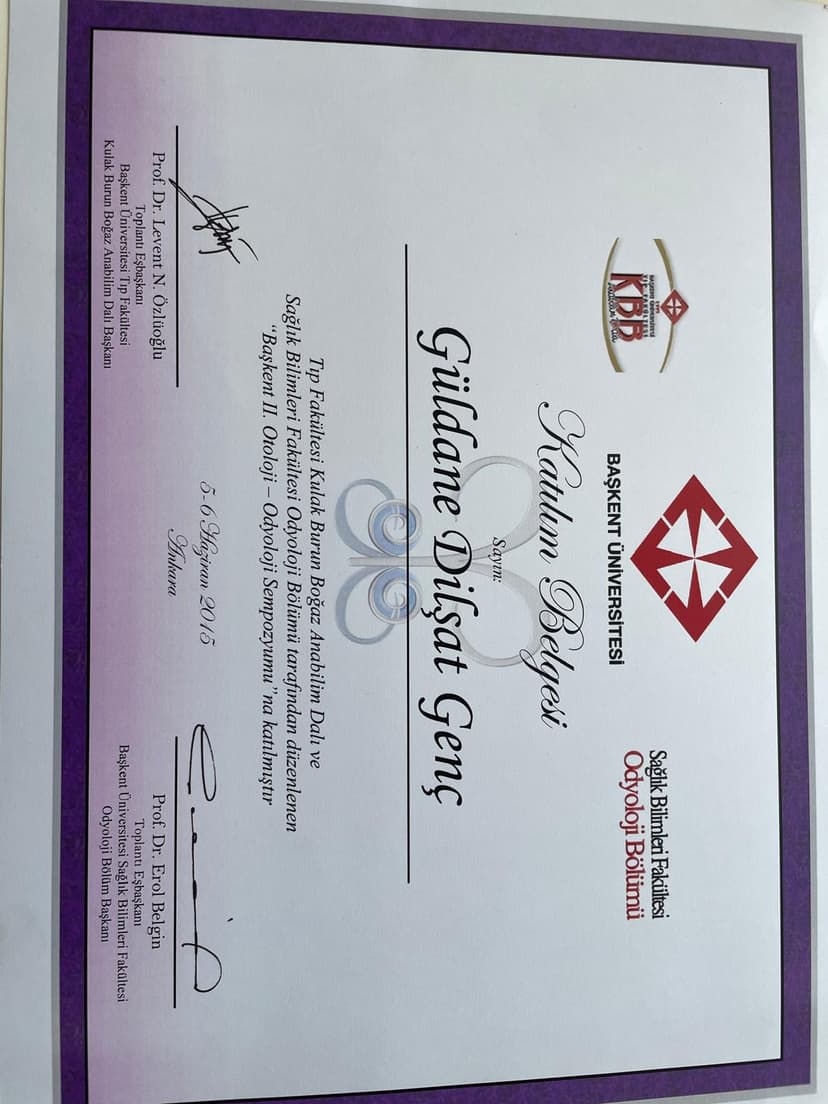 KBB
BAŞKENT ÜNİVERSİTESİ
Sağlık Bilimleri Fakültesi
Odyoloji Bölümü
Katılım Belgesi
Sayın:
Güldane Dilşat Genç
Tıp Fakültesi Kulak Burun Boğaz Anabilim Dalı ve
Sağlık Bilimleri Fakültesi Odyoloji Bölümü tarafından düzenlenen
“Başkent II. Otoloji – Odyoloji Sempozyumu”na katılmıştır
5-6 Haziran 2015
Ankara
Prof. Dr. Levent N. Özlüoğlu
Toplantı Eşbaşkanı
Başkent Üniversitesi Tıp Fakültesi
Kulak Burun Boğaz Anabilim Dalı Başkanı
Prof. Dr. Erol Belgin
Toplantı Eşbaşkanı
Başkent Üniversitesi Sağlık Bilimleri Fakültesi
Odyoloji Bölüm Başkanı